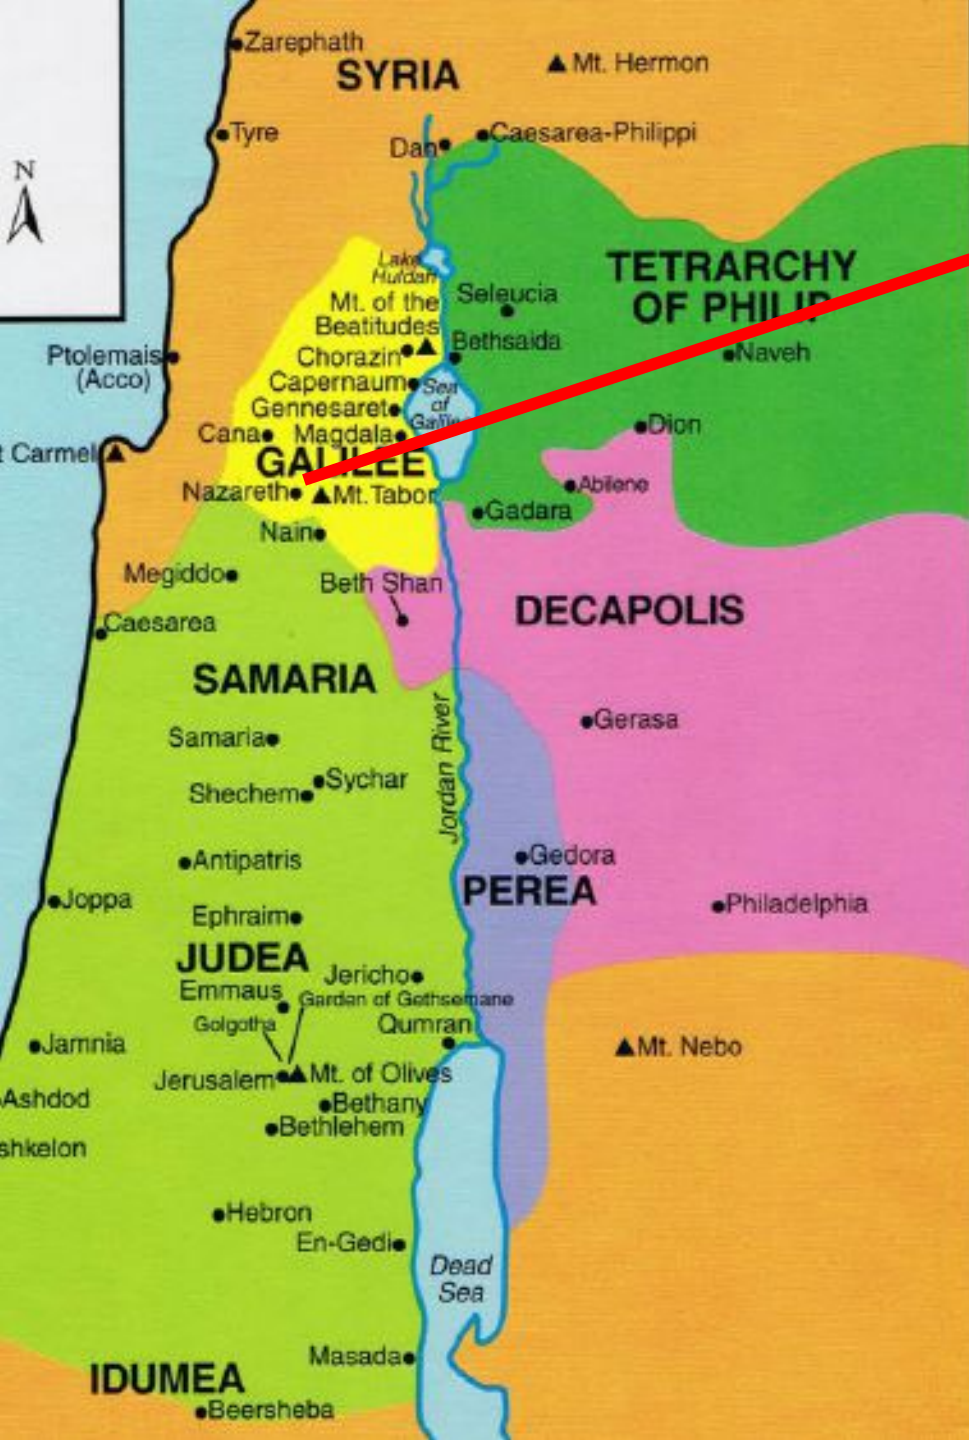 Zarephath
SYRIA
Mt. Hermon
N
Tyre
Dan
Caesarea-Philippi
Lake
Huldah
TETRARCHY
OF PHILIP
Mt. of the
Beatitudes
Seleucia
Ptolemais
(Acco)
Chorazin
Bethsaida
Naveh
Capernaum
Sea
of
Gennesaret
Cana
Magdala
Dion
t Carmel
GALILEE
Nazareth
Mt. Tabor
Abilene
Gadara
Nain
Megiddo
Beth Shan
DECAPOLIS
Caesarea
SAMARIA
Jordan River
Gerasa
Samaria
Sychar
Shechem
Antipatris
Gedora
PEREA
Joppa
Ephraim
Philadelphia
JUDEA
Jericho
Emmaus
Garden of Gethsemane
Golgotha
Qumran
Jamnia
Mt. Nebo
Jerusalem
Mt. of Olives
Ashdod
Bethany
Bethlehem
shkelon
Hebron
En-Gedi
Dead
Sea
Masada
IDUMEA
Beersheba